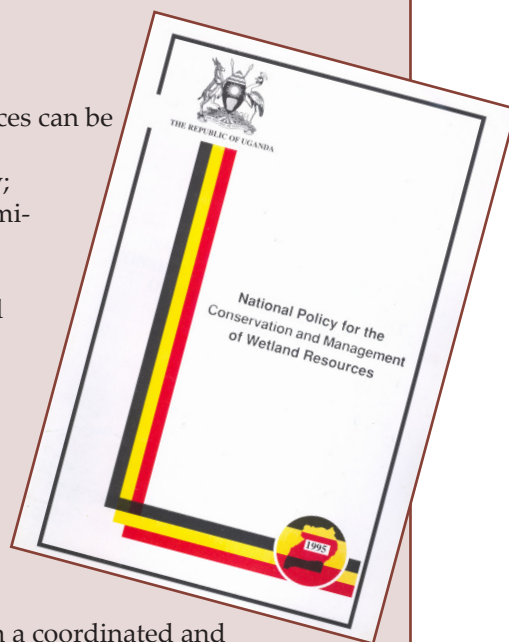 ces can be
y;
mi-
l
THE REPUBLIC OF UGANDA
National Policy for the
Conservation and Management
of Wetland Resources
1995
n a coordinated and